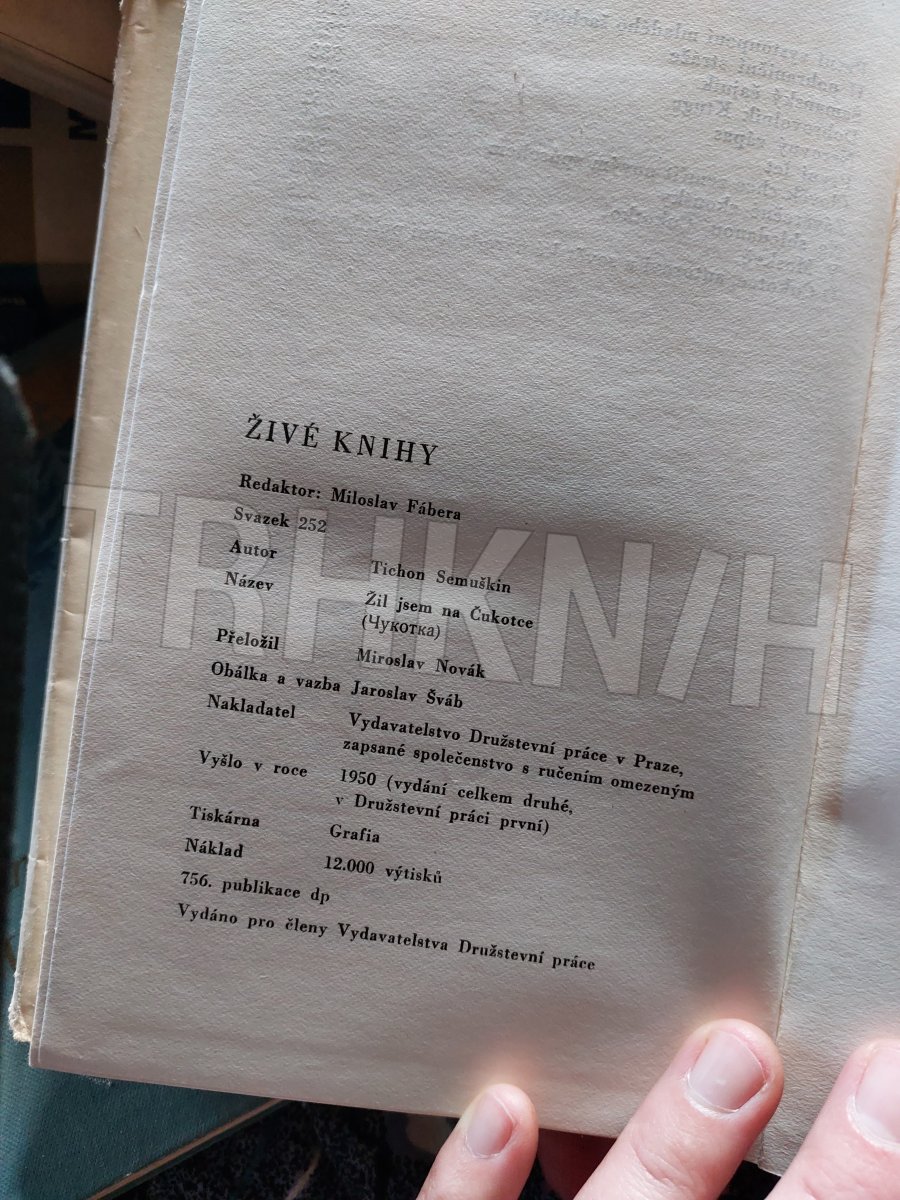 ŽIVÉ KNIHY
Redaktor: Miloslav Fábera
Svazek 252
Autor Tichon Semuškin
Název Žil jsem na Čukotce
(Чукотка)
Přeložil Miroslav Novák
Obálka a vazba Jaroslav Šváb
Nakladatel Vydavatelstvo Družstevní práce v Praze,
zapsané společenstvo s ručením omezeným
Vyšlo v roce 1950 (vydání celkem druhé,
v Družstevní práci první)
Tiskárna Grafia
Náklad 12.000 výtisků
756. publikace dp
Vydáno pro členy Vydavatelstva Družstevní práce
TRHKN/H